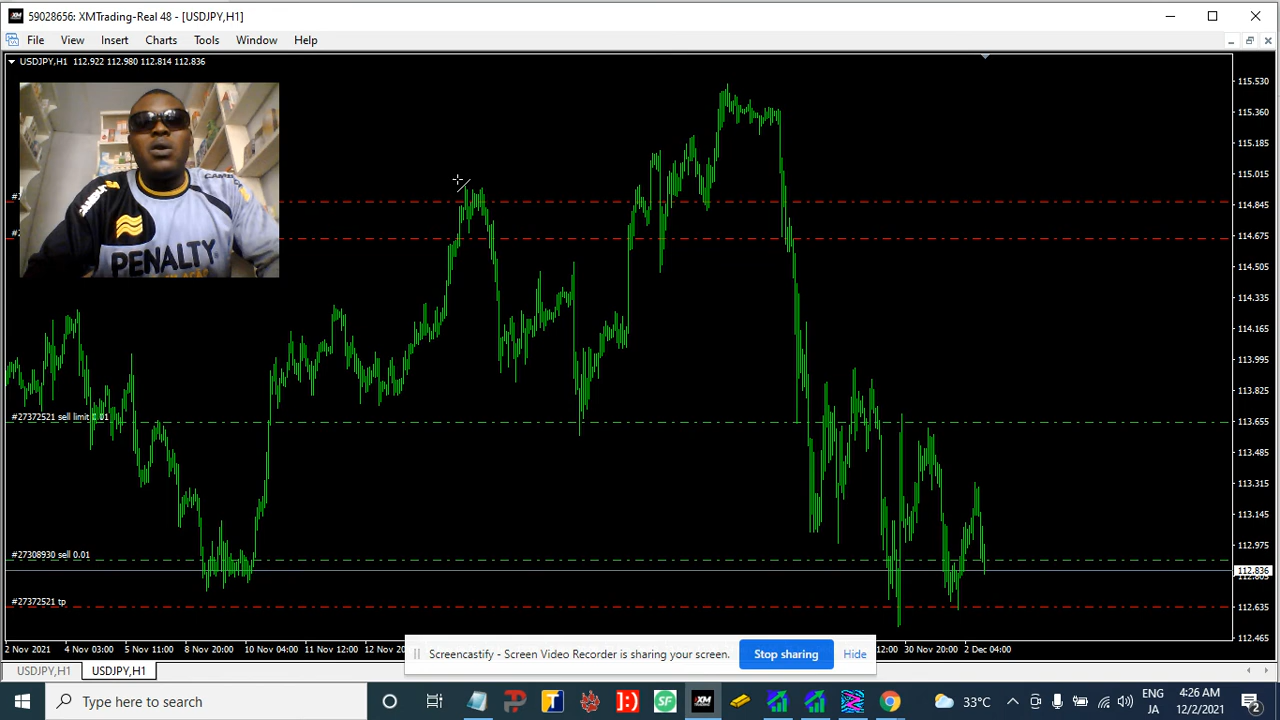 59028656: XMTrading-Real 48 - [USDJPY,H1]
File View Insert Charts Tools Window Help
USDJPY,H1 112.922 112.980 112.814 112.836
115.530
115.360
115.185
115.015
114.845
114.675
114.505
114.335
114.165
113.995
113.825
113.655
113.485
113.315
113.145
112.975
112.836
112.635
112.465
PENALTY
#27372521 sell limit 0.01
#27308930 sell 0.01
#27372521 tp
2 Nov 2021 4 Nov 03:00 5 Nov 11:00 8 Nov 20:00 10 Nov 04:00 11 Nov 12:00 12 Nov 30 Nov 20:00 2 Dec 04:00
Screencastify - Screen Video Recorder is sharing your screen. Stop sharing Hide
USDJPY,H1 USDJPY,H1
Type here to search
33°C
ENG
JA
4:26 AM
12/2/2021
2